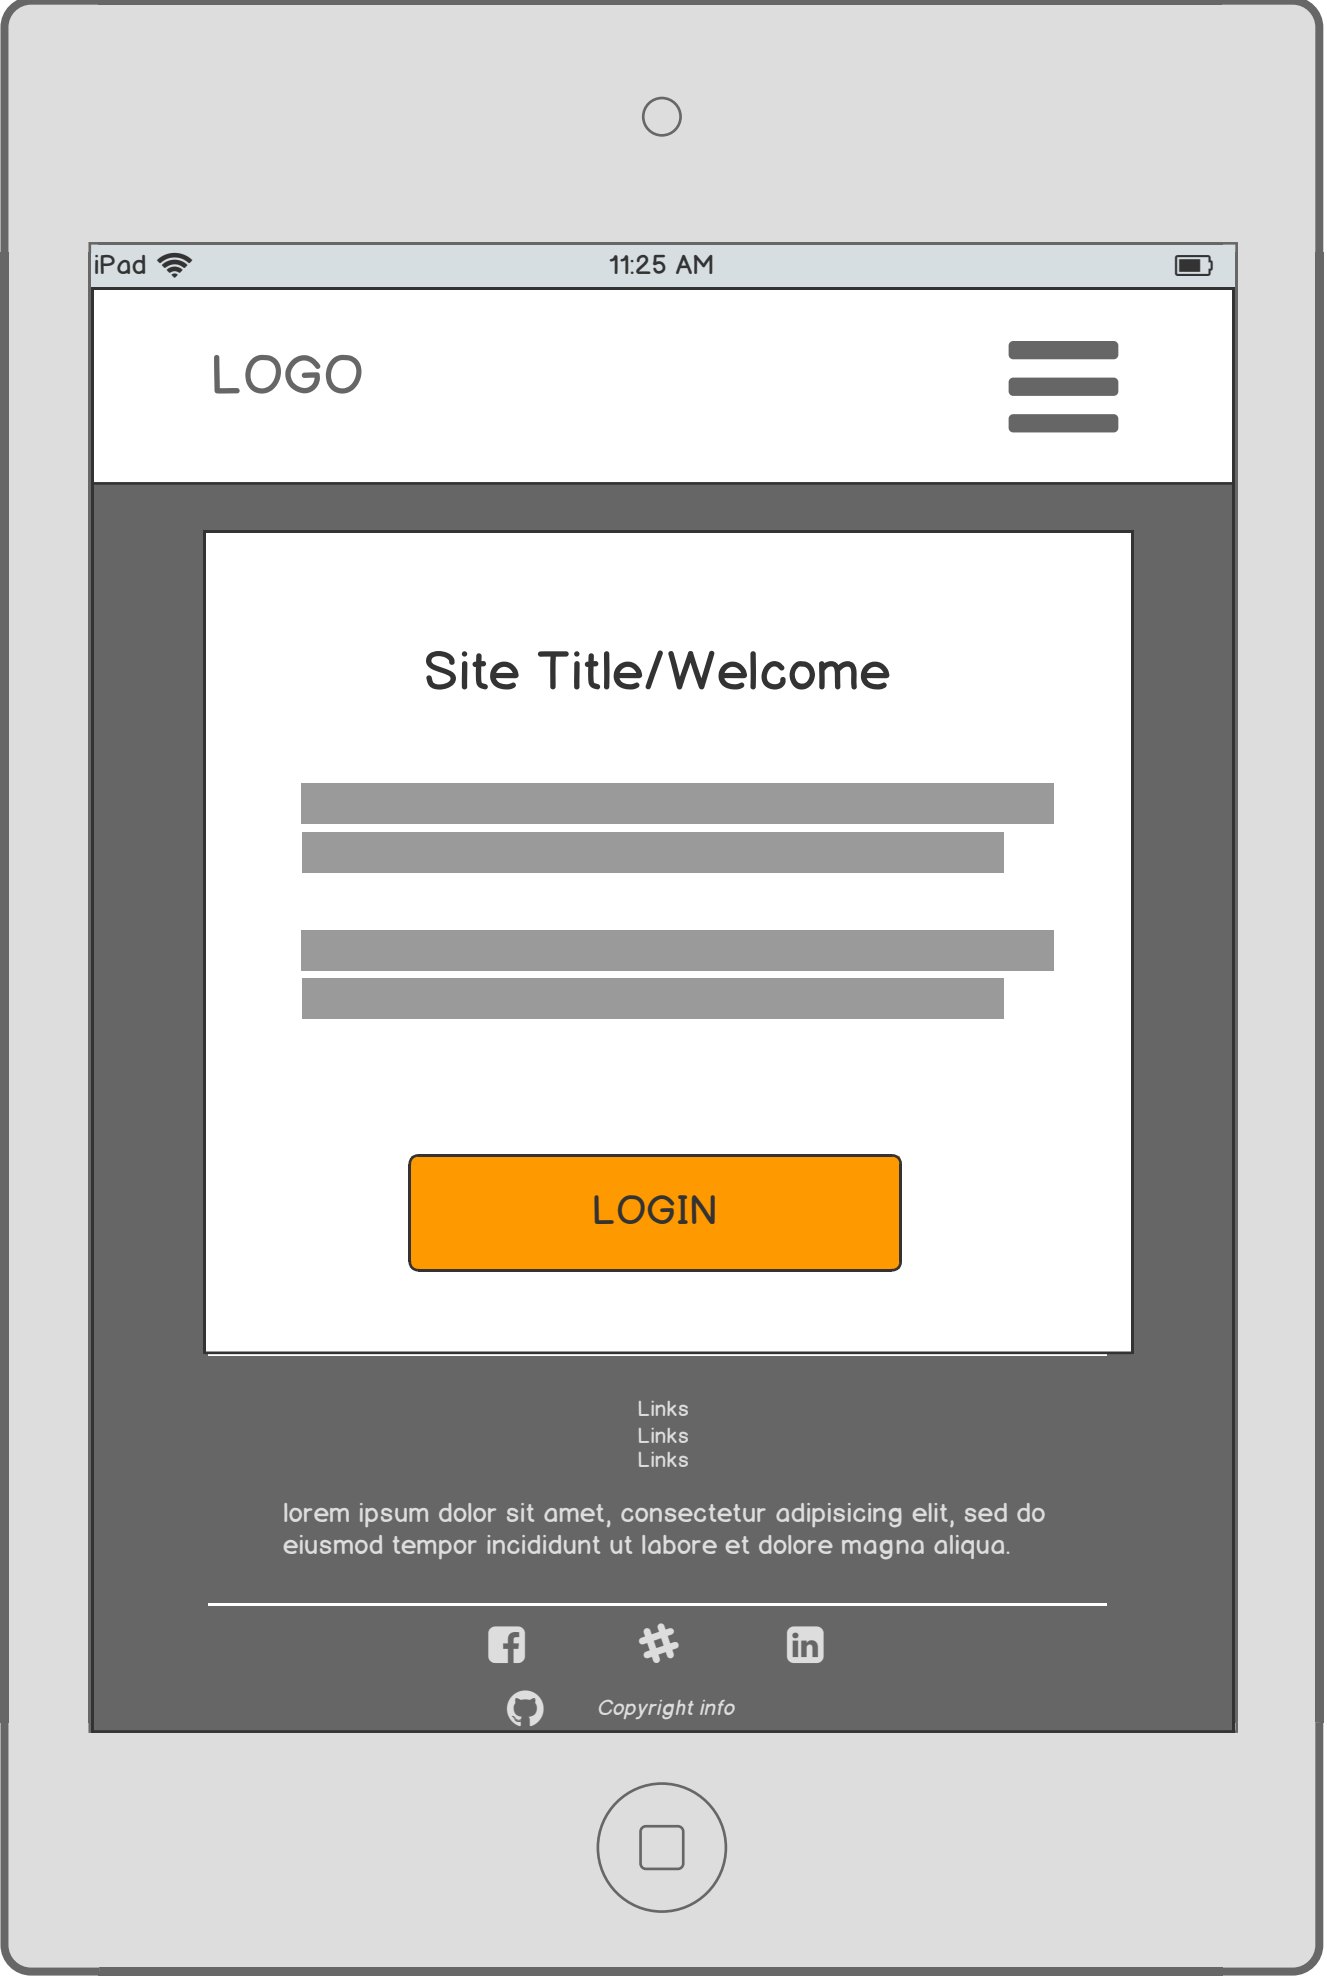 iPad 11:25 AM
LOGO
Site Title/Welcome
LOGIN
Links
Links
Links
lorem ipsum dolor sit amet, consectetur adipisicing elit, sed do
eiusmod tempor incididunt ut labore et dolore magna aliqua.
Copyright info